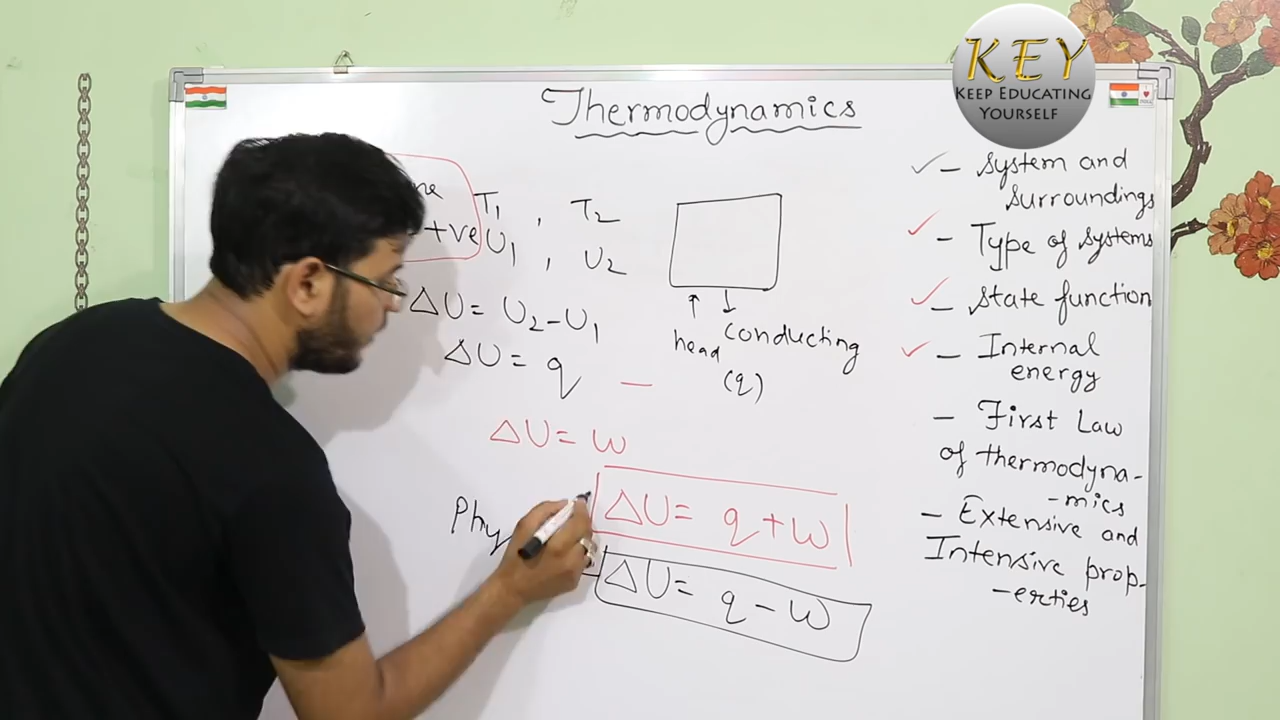 KEY
KEEP EDUCATING
YOURSELF
Thermodynamics
+ve
T1 , T2
U1 , U2
ΔU = U2 - U1
ΔU = q
head conducting
(q)
ΔU = w
ΔU = q + w
Phy
ΔU = q - w
- System and
Surroundings
- Type of systems
- State function
- Internal
energy
- First Law
of thermodyna-
-mics
- Extensive and
Intensive prop-
-erties